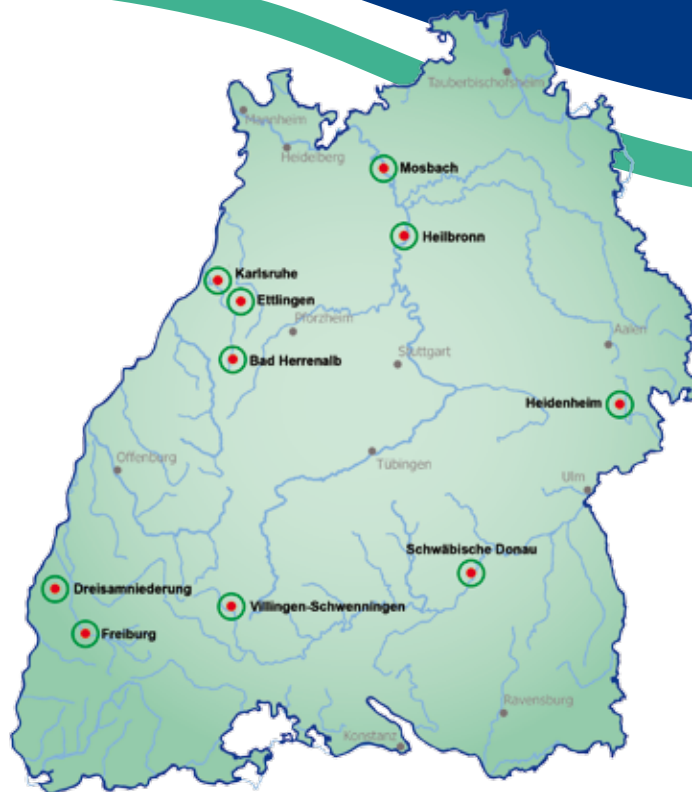 Tauberbischofsheim
Mannheim
Heidelberg
Mosbach
Heilbronn
Karlsruhe
Ettlingen
Pforzheim
Aalen
Stuttgart
Bad Herrenalb
Heidenheim
Tübingen
Offenburg
Ulm
Schwäbische Donau
Dreisamniederung
Villingen-Schwenningen
Freiburg
Ravensburg
Konstanz